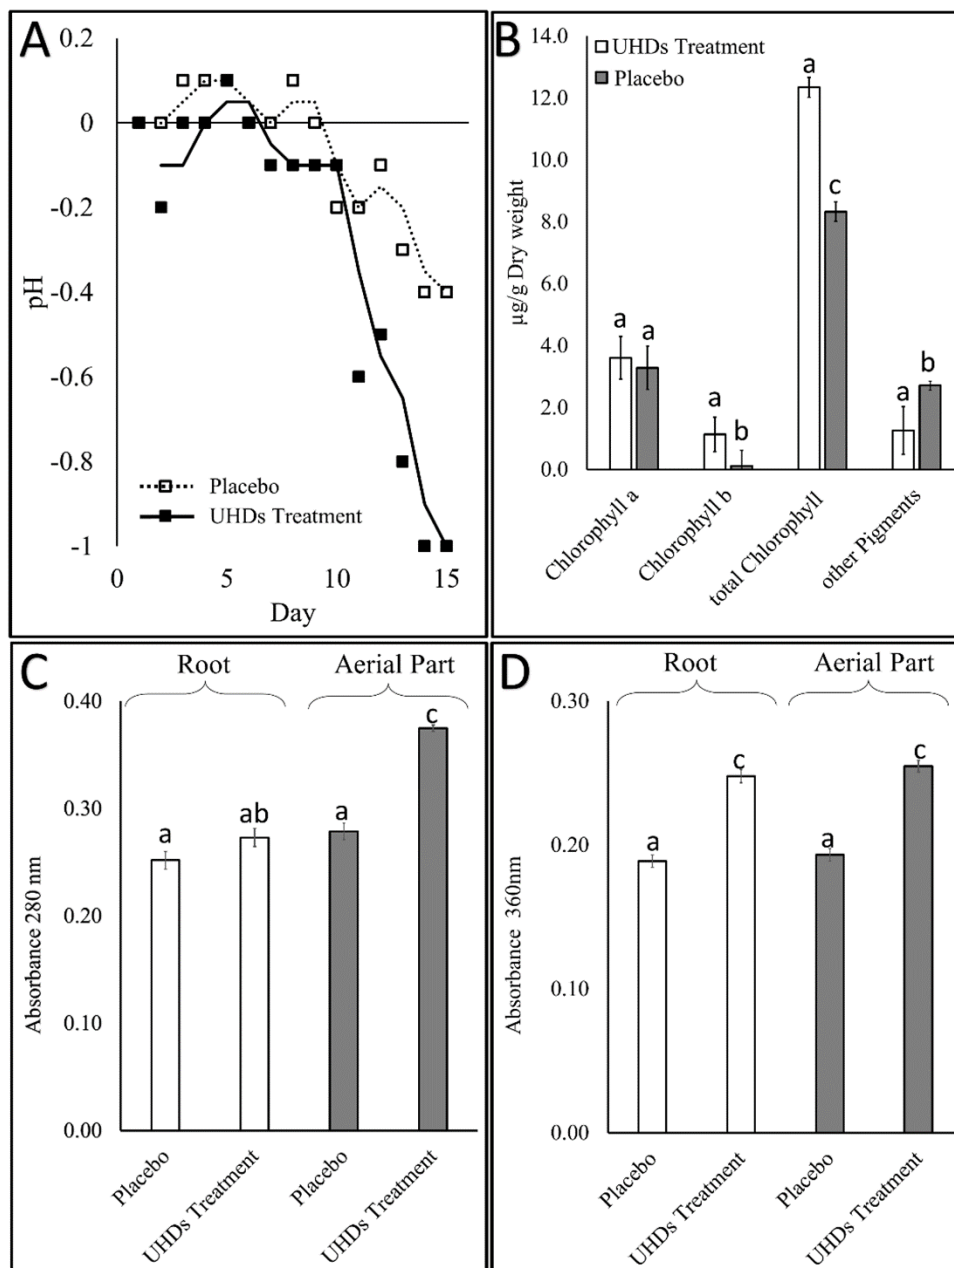 A
0.2
0
-0.2
-0.4
-0.6
-0.8
-1
pH
Placebo
UHDs Treatment
0
5
10
15
Day
B
14.0
12.0
10.0
8.0
6.0
4.0
2.0
0.0
µg/g Dry weight
UHDs Treatment
Placebo
a
a
a
b
a
c
a
b
Chlorophyll a
Chlorophyll b
total Chlorophyll
other Pigments
C
Root
Aerial Part
0.40
0.30
0.20
0.10
0.00
Absorbance 280 nm
a
ab
a
c
Placebo
UHDs Treatment
Placebo
UHDs Treatment
D
Root
Aerial Part
0.30
0.20
0.10
0.00
Absorbance 360nm
a
c
a
c
Placebo
UHDs Treatment
Placebo
UHDs Treatment